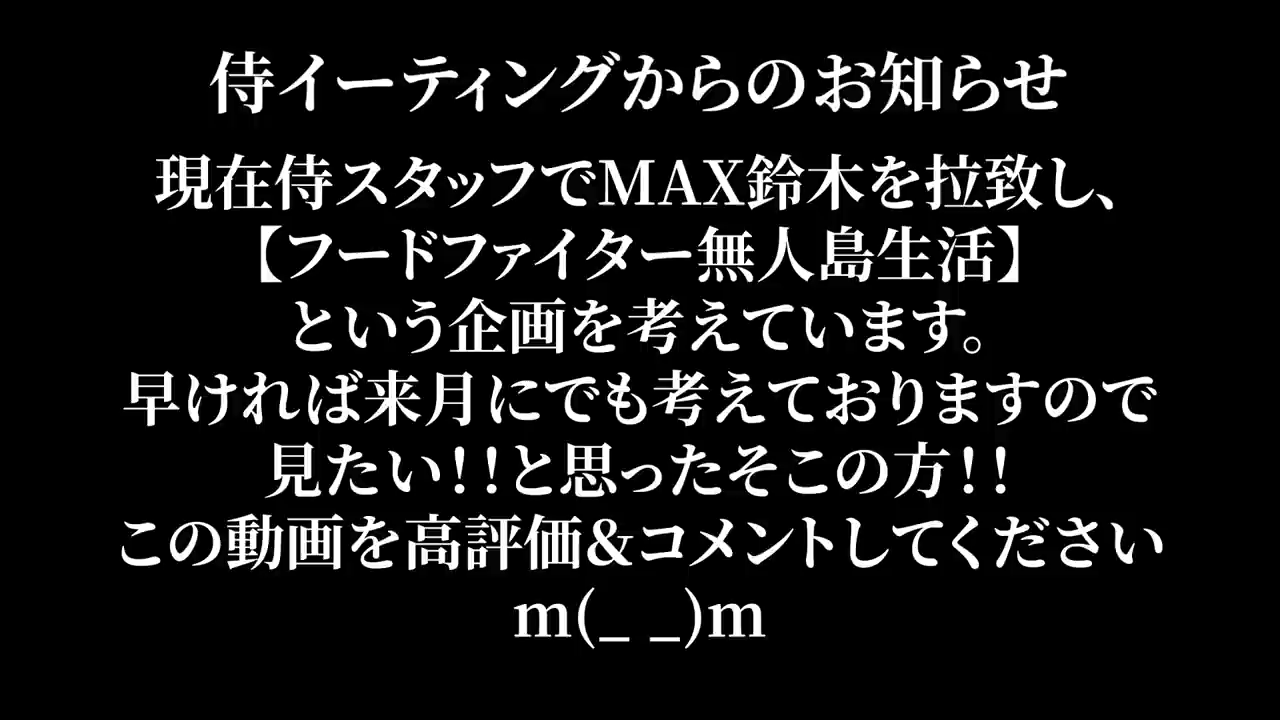 侍イーティングからのお知らせ
現在侍スタッフでMAX鈴木を拉致し、
【フードファイター無人島生活】
という企画を考えています。
早ければ来月にでも考えておりますので
見たい！！と思ったそこの方！！
この動画を高評価&コメントしてください
m(_ _)m